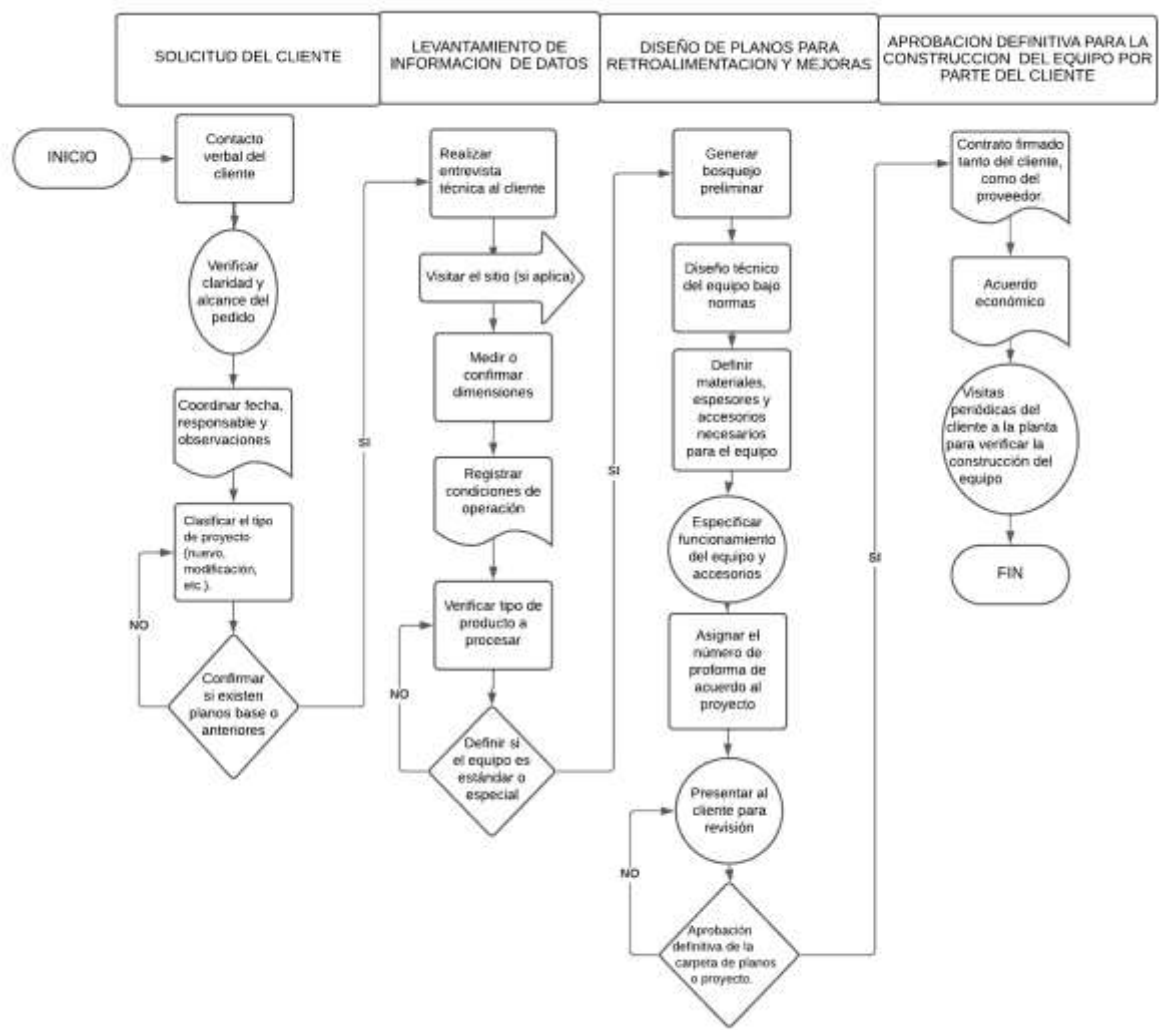 SOLICITUD DEL CLIENTE
LEVANTAMIENTO DE
INFORMACION DE DATOS
DISEÑO DE PLANOS PARA
RETROALIMENTACION Y MEJORAS
APROBACION DEFINITIVA PARA LA
CONSTRUCCION DEL EQUIPO POR
PARTE DEL CLIENTE
INICIO
Contacto
verbal del
cliente
Verificar
claridad y
alcance del
pedido
Coordinar fecha,
responsable y
observaciones
Clasificar el tipo
de proyecto
(nuevo,
modificación,
etc.).
NO
Confirmar
si existen
planos base o
anteriores
SI
Realizar
entrevista
técnica al cliente
Visitar el sitio (si aplica)
Medir o
confirmar
dimensiones
Registrar
condiciones de
operación
Verificar tipo de
producto a
procesar
NO
Definir si
el equipo es
estándar o
especial
SI
Generar
bosquejo
preliminar
Diseño técnico
del equipo bajo
normas
Definir
materiales,
espesores y
accesorios
necesarios
para el equipo
Especificar
funcionamiento
del equipo y
accesorios
Asignar el
número de
proforma de
acuerdo al
proyecto
Presentar al
cliente para
revisión
NO
Aprobación
definitiva de la
carpeta de planos
o proyecto.
SI
Contrato firmado
tanto del cliente,
como del
proveedor.
Acuerdo
económico
Visitas
periódicas del
cliente a la planta
para verificar la
construcción del
equipo
FIN